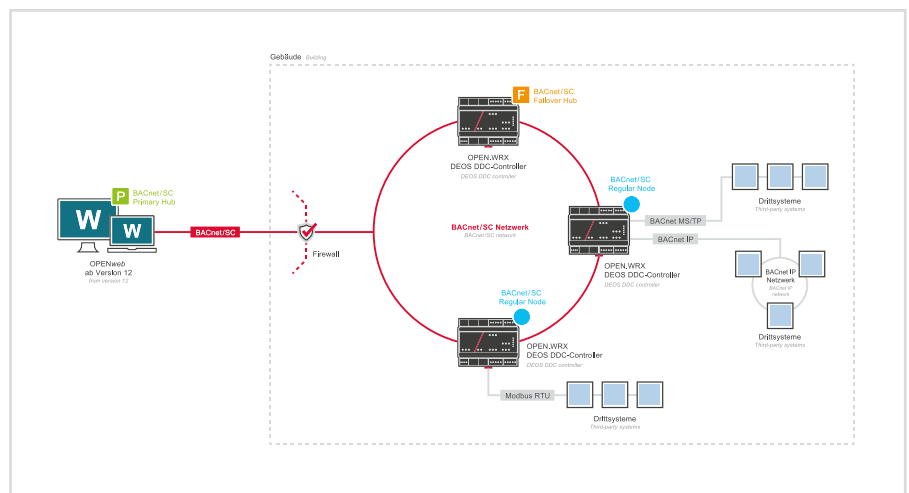 Gebäude Building
F
BACnet/SC
Failover Hub
OPEN.WRX
DEOS DDC-Controller
DEOS DDC controller
P
BACnet/SC
Primary Hub
W
W
OPENweb
ab Version 12
from version 12
BACnet/SC
Firewall
BACnet/SC Netzwerk
BACnet/SC network
BACnet/SC
Regular Node
OPEN.WRX
DEOS DDC-Controller
DEOS DDC controller
BACnet MS/TP
Drittsysteme
Third-party systems
BACnet IP
BACnet IP
Netzwerk
BACnet IP
network
Drittsysteme
Third-party systems
BACnet/SC
Regular Node
OPEN.WRX
DEOS DDC-Controller
DEOS DDC controller
Modbus RTU
Drittsysteme
Third-party systems